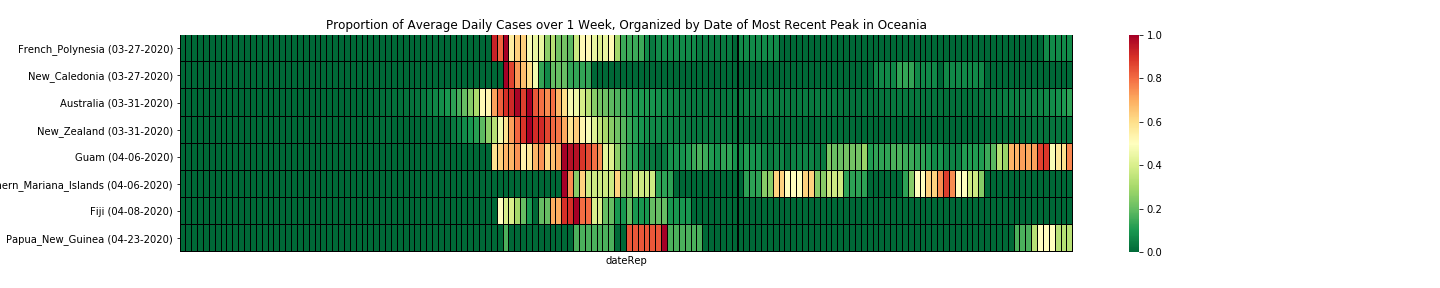 Proportion of Average Daily Cases over 1 Week, Organized by Date of Most Recent Peak in Oceania
French_Polynesia (03-27-2020)
New_Caledonia (03-27-2020)
Australia (03-31-2020)
New_Zealand (03-31-2020)
Guam (04-06-2020)
hern_Mariana_Islands (04-06-2020)
Fiji (04-08-2020)
Papua_New_Guinea (04-23-2020)
dateRep
1.0
0.8
0.6
0.4
0.2
0.0